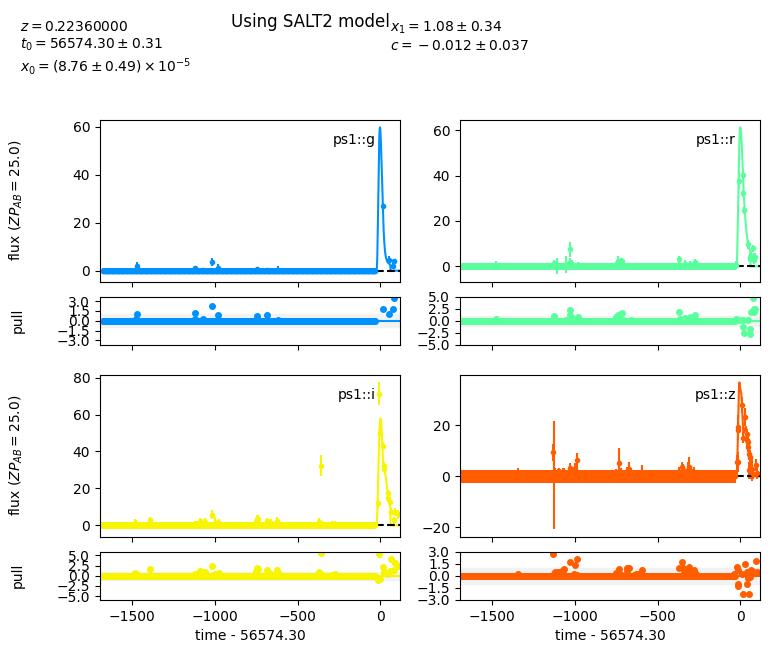 Using SALT2 model
z = 0.22360000
t₀ = 56574.30 ± 0.31
x₀ = (8.76 ± 0.49) × 10⁻⁵
x₁ = 1.08 ± 0.34
c = −0.012 ± 0.037
flux (ZP_AB = 25.0)
60
40
20
0
ps1::g
60
40
20
0
ps1::r
pull
3.0
1.5
0.0
−1.5
−3.0
5.0
2.5
0.0
−2.5
−5.0
flux (ZP_AB = 25.0)
80
60
40
20
0
ps1::i
20
0
−20
ps1::z
pull
5.0
2.5
0.0
−2.5
−5.0
3.0
1.5
0.0
−1.5
−3.0
−1500 −1000 −500 0
−1500 −1000 −500 0
time - 56574.30
time - 56574.30